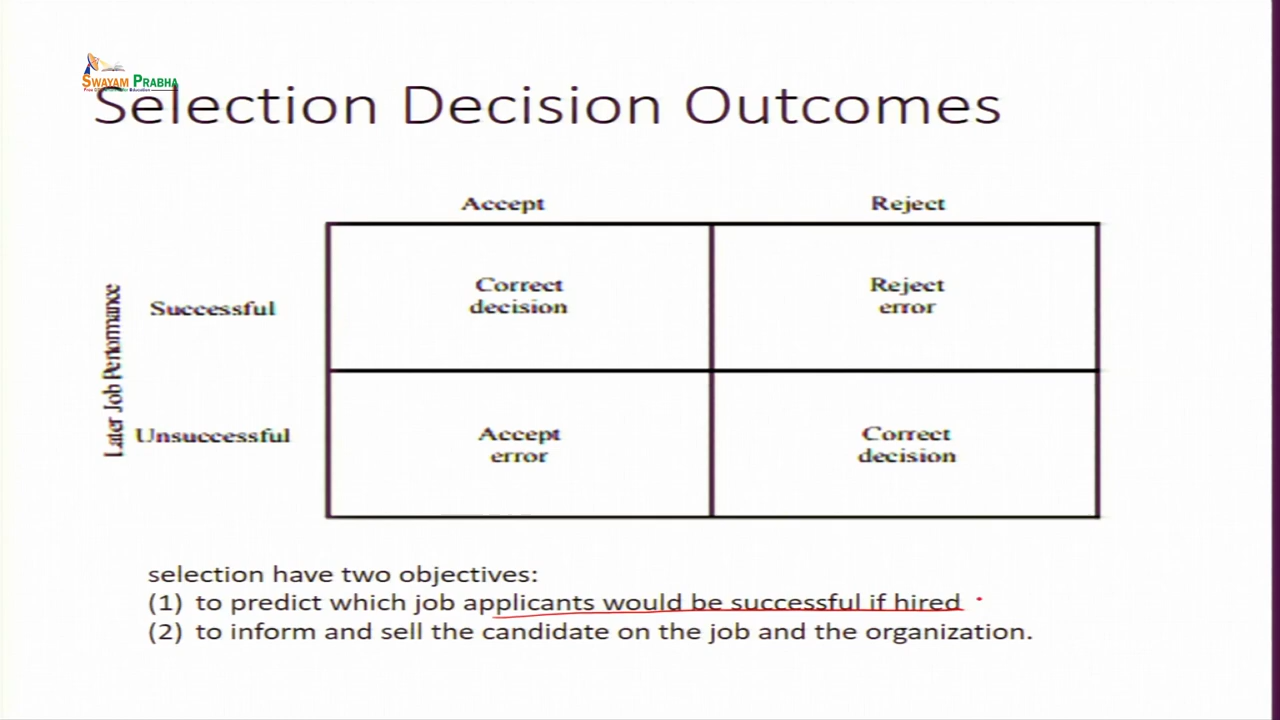 SWAYAM PRABHA
Selection Decision Outcomes
Accept Reject
Later Job Performance
Successful
Correct
decision
Reject
error
Unsuccessful
Accept
error
Correct
decision
selection have two objectives:
(1) to predict which job applicants would be successful if hired
(2) to inform and sell the candidate on the job and the organization.